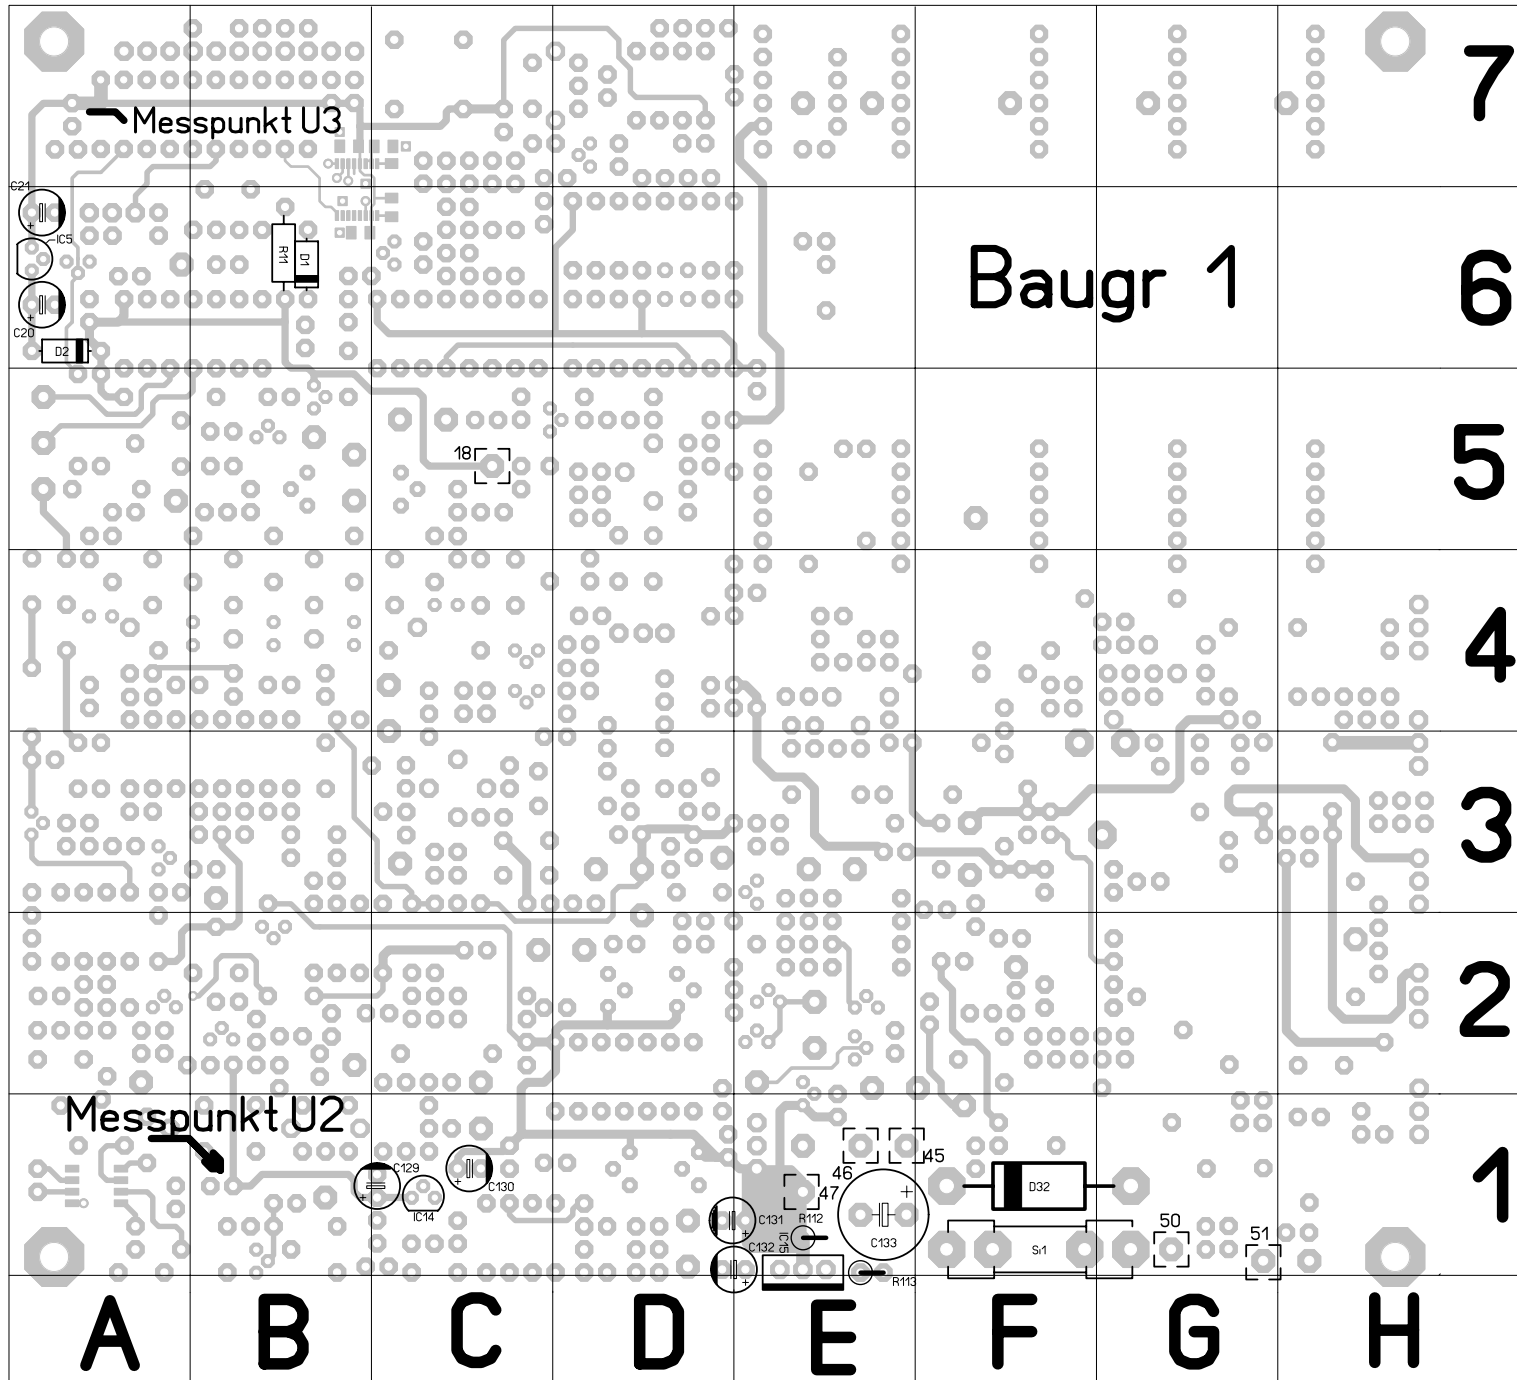 7
Messpunkt U3
C21
IC5
R11
D1
C20
D2
Baugr 1
6
18
5
4
3
2
Messpunkt U2
C129
IC14
C130
C131
C132
IC15
R112
R113
46
45
47
C133
D32
Si1
50
51
1
A B C D E F G H